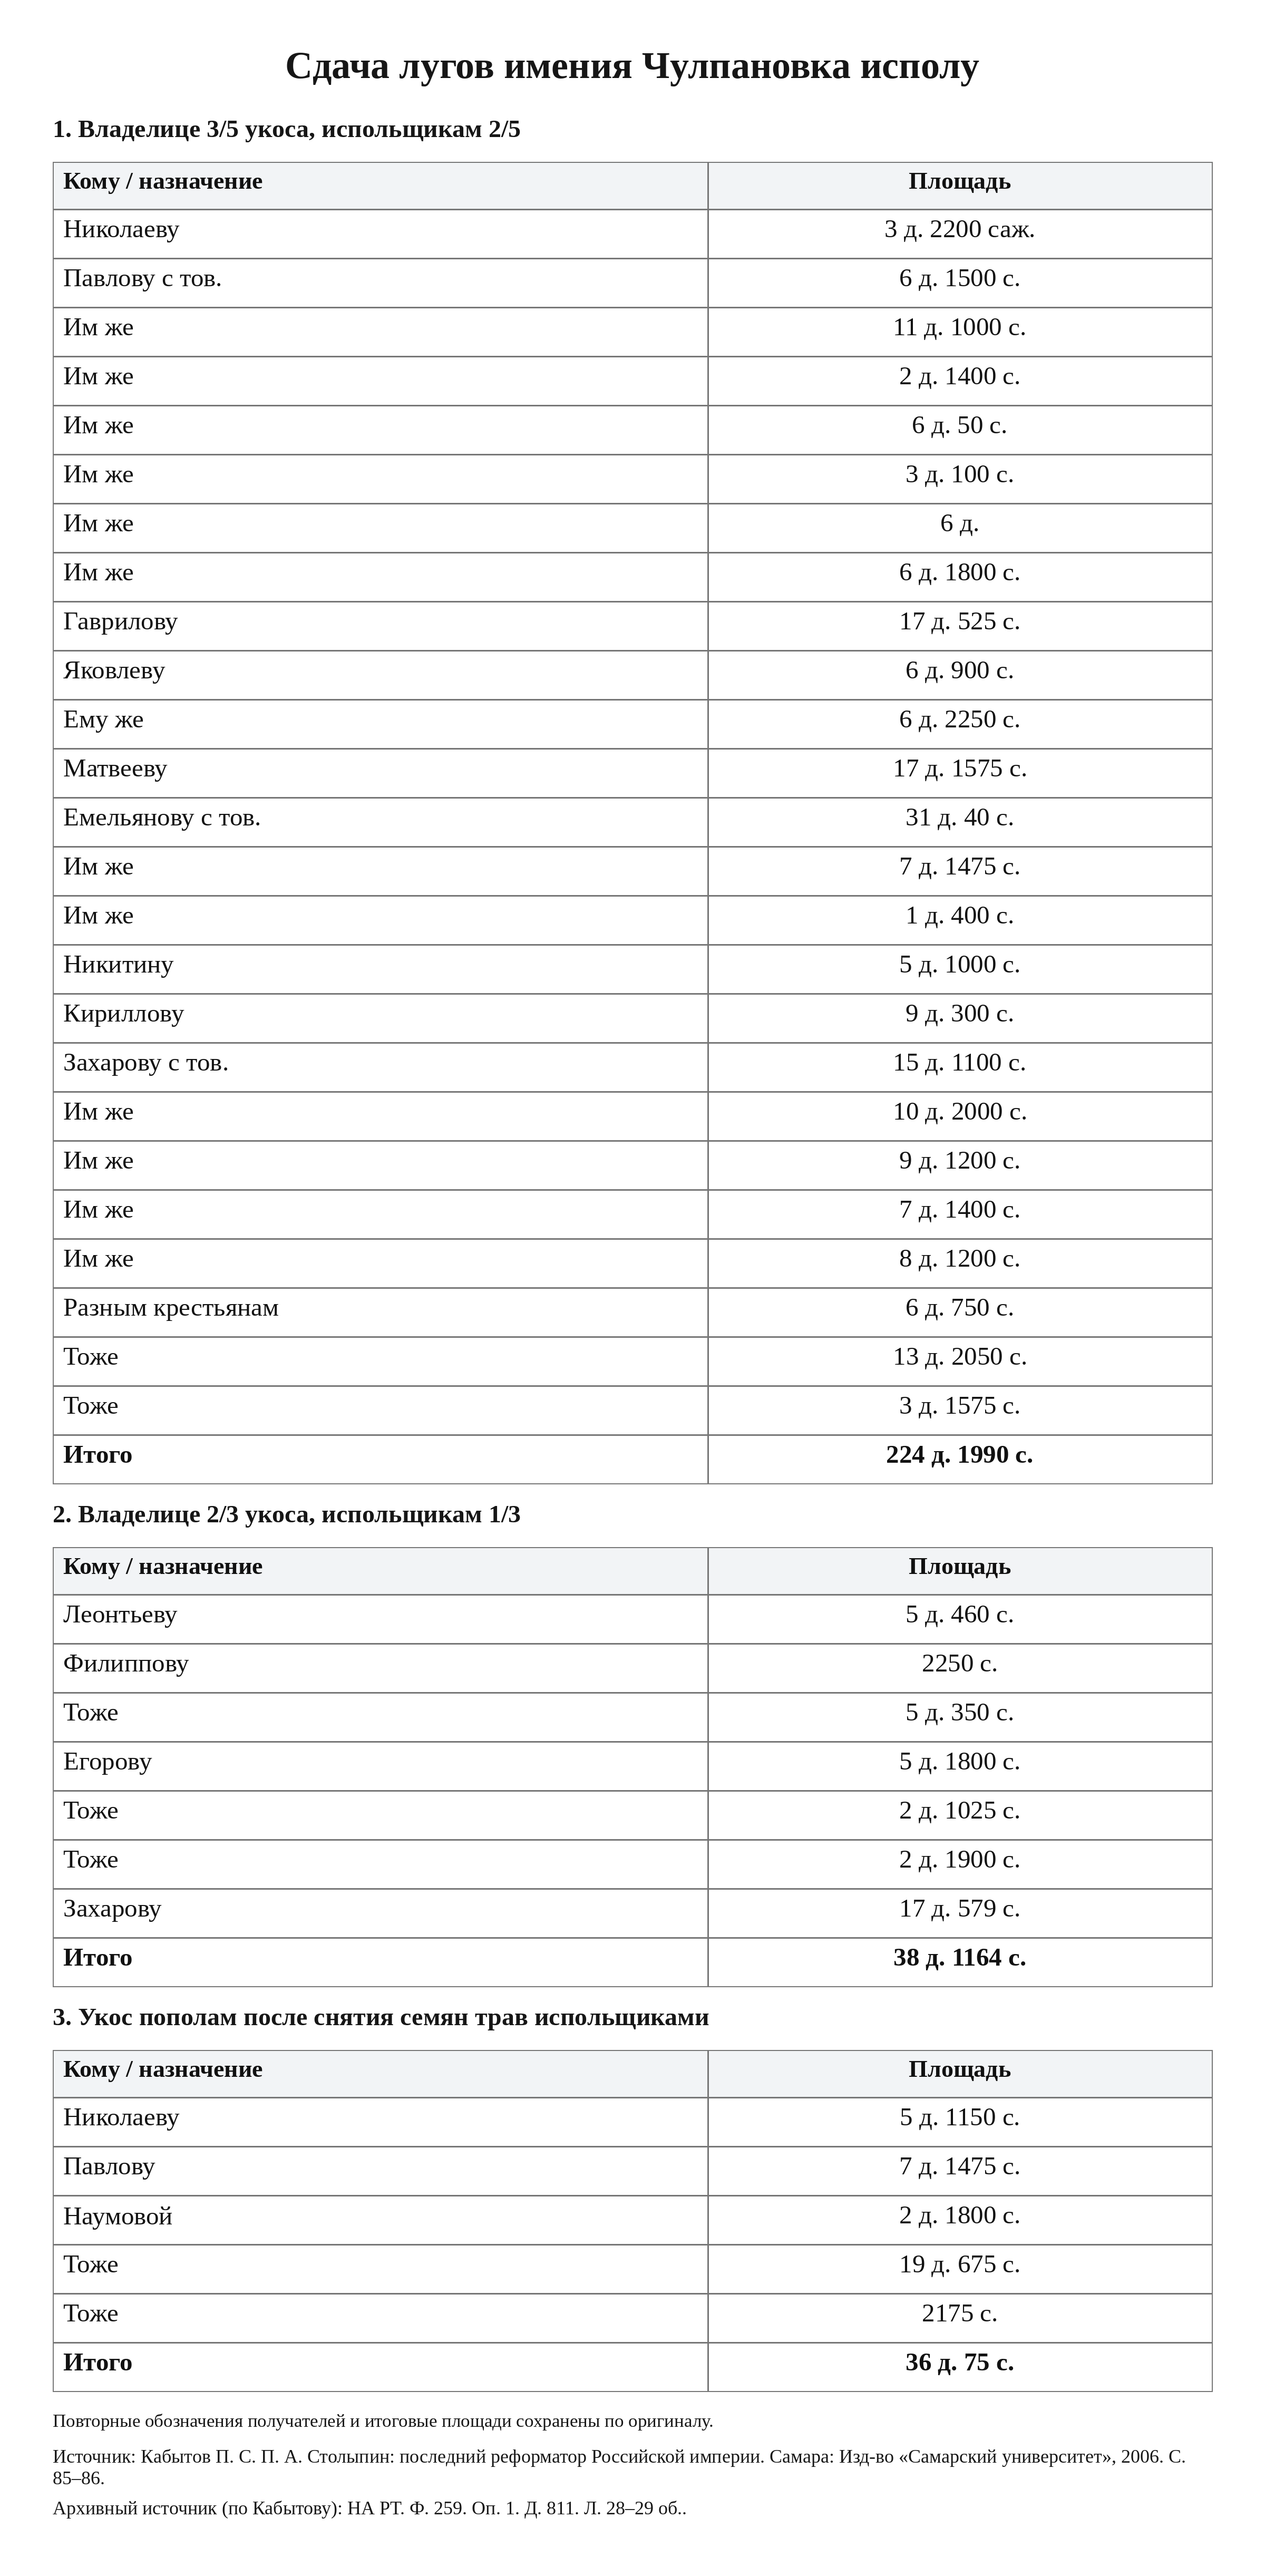 Сдача лугов имения Чулпановка исполу
1. Владелице 3/5 укоса, испольщикам 2/5
Кому / назначение Площадь
Николаеву 3 д. 2200 саж.
Павлову с тов. 6 д. 1500 с.
Им же 11 д. 1000 с.
Им же 2 д. 1400 с.
Им же 6 д. 50 с.
Им же 3 д. 100 с.
Им же 6 д.
Им же 6 д. 1800 с.
Гаврилову 17 д. 525 с.
Яковлеву 6 д. 900 с.
Ему же 6 д. 2250 с.
Матвееву 17 д. 1575 с.
Емельянову с тов. 31 д. 40 с.
Им же 7 д. 1475 с.
Им же 1 д. 400 с.
Никитину 5 д. 1000 с.
Кириллову 9 д. 300 с.
Захарову с тов. 15 д. 1100 с.
Им же 10 д. 2000 с.
Им же 9 д. 1200 с.
Им же 7 д. 1400 с.
Им же 8 д. 1200 с.
Разным крестьянам 6 д. 750 с.
Тоже 13 д. 2050 с.
Тоже 3 д. 1575 с.
Итого 224 д. 1990 с.
2. Владелице 2/3 укоса, испольщикам 1/3
Кому / назначение Площадь
Леонтьеву 5 д. 460 с.
Филиппову 2250 с.
Тоже 5 д. 350 с.
Егорову 5 д. 1800 с.
Тоже 2 д. 1025 с.
Тоже 2 д. 1900 с.
Захарову 17 д. 579 с.
Итого 38 д. 1164 с.
3. Укос пополам после снятия семян трав испольщиками
Кому / назначение Площадь
Николаеву 5 д. 1150 с.
Павлову 7 д. 1475 с.
Наумовой 2 д. 1800 с.
Тоже 19 д. 675 с.
Тоже 2175 с.
Итого 36 д. 75 с.
Повторные обозначения получателей и итоговые площади сохранены по оригиналу.
Источник: Кабытов П. С. П. А. Столыпин: последний реформатор Российской империи. Самара: Изд-во «Самарский университет», 2006. С.
85–86.
Архивный источник (по Кабытову): НА РТ. Ф. 259. Оп. 1. Д. 811. Л. 28–29 об..